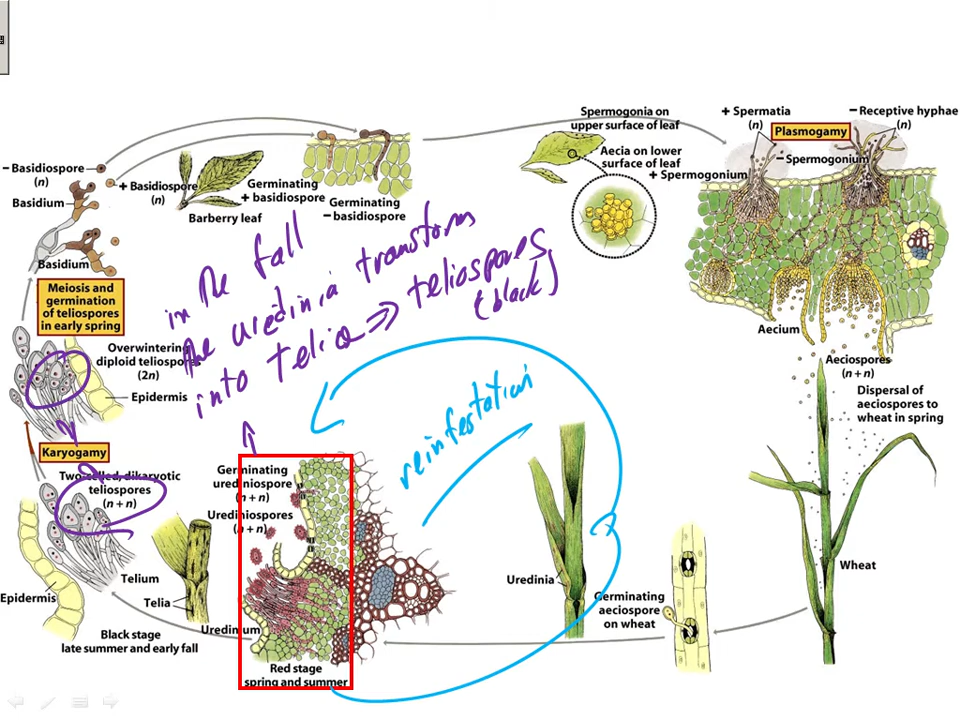 Spermogonia on
upper surface of leaf
+ Spermatia
(n)
− Receptive hyphae
(n)
Plasmogamy
Aecia on lower
surface of leaf
− Spermogonium
+ Spermogonium
− Basidiospore
(n)
+ Basidiospore
(n)
Basidium
Germinating
+ basidiospore
Germinating
− basidiospore
Barberry leaf
Basidium
in the fall
the uredinia transform
into telia ⇒ teliospores
(black)
Meiosis and
germination
of teliospores
in early spring
Aecium
Overwintering
diploid teliospores
(2n)
Epidermis
Aeciospores
(n + n)
Dispersal of
aeciospores to
wheat in spring
reinfestation
Karyogamy
Two-celled, dikaryotic
teliospores
(n + n)
Germinating
urediniospore
(n + n)
Urediniospores
(n + n)
Telium
Telia
Epidermis
Uredinium
Uredinia
Germinating
aeciospore
on wheat
Wheat
Black stage
late summer and early fall
Red stage
spring and summer